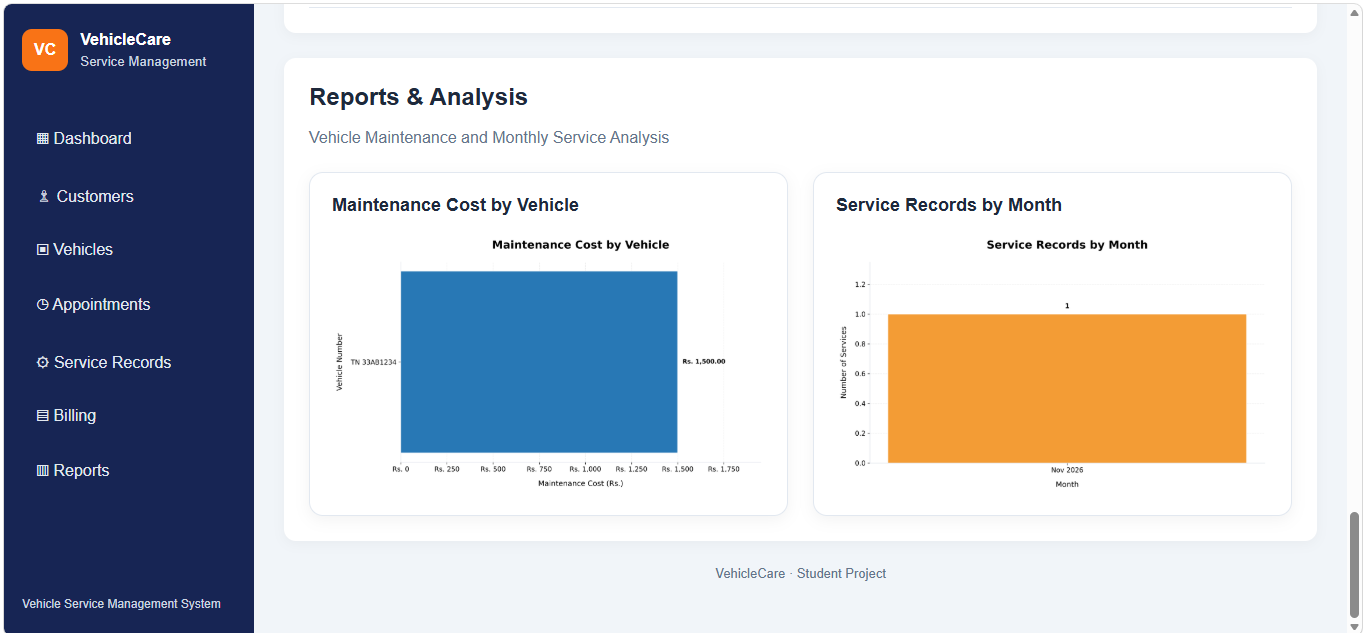 VC
VehicleCare
Service Management
Dashboard
Customers
Vehicles
Appointments
Service Records
Billing
Reports
Vehicle Service Management System
Reports & Analysis
Vehicle Maintenance and Monthly Service Analysis
Maintenance Cost by Vehicle
Maintenance Cost by Vehicle
Vehicle Number
TN 33AB1234
Rs. 1,500.00
Rs. 0 Rs. 250 Rs. 500 Rs. 750 Rs. 1,000 Rs. 1,250 Rs. 1,500 Rs. 1,750
Maintenance Cost (Rs.)
Service Records by Month
Service Records by Month
Number of Services
1.2
1.0
0.8
0.6
0.4
0.2
0.0
1
Nov 2026
Month
VehicleCare · Student Project